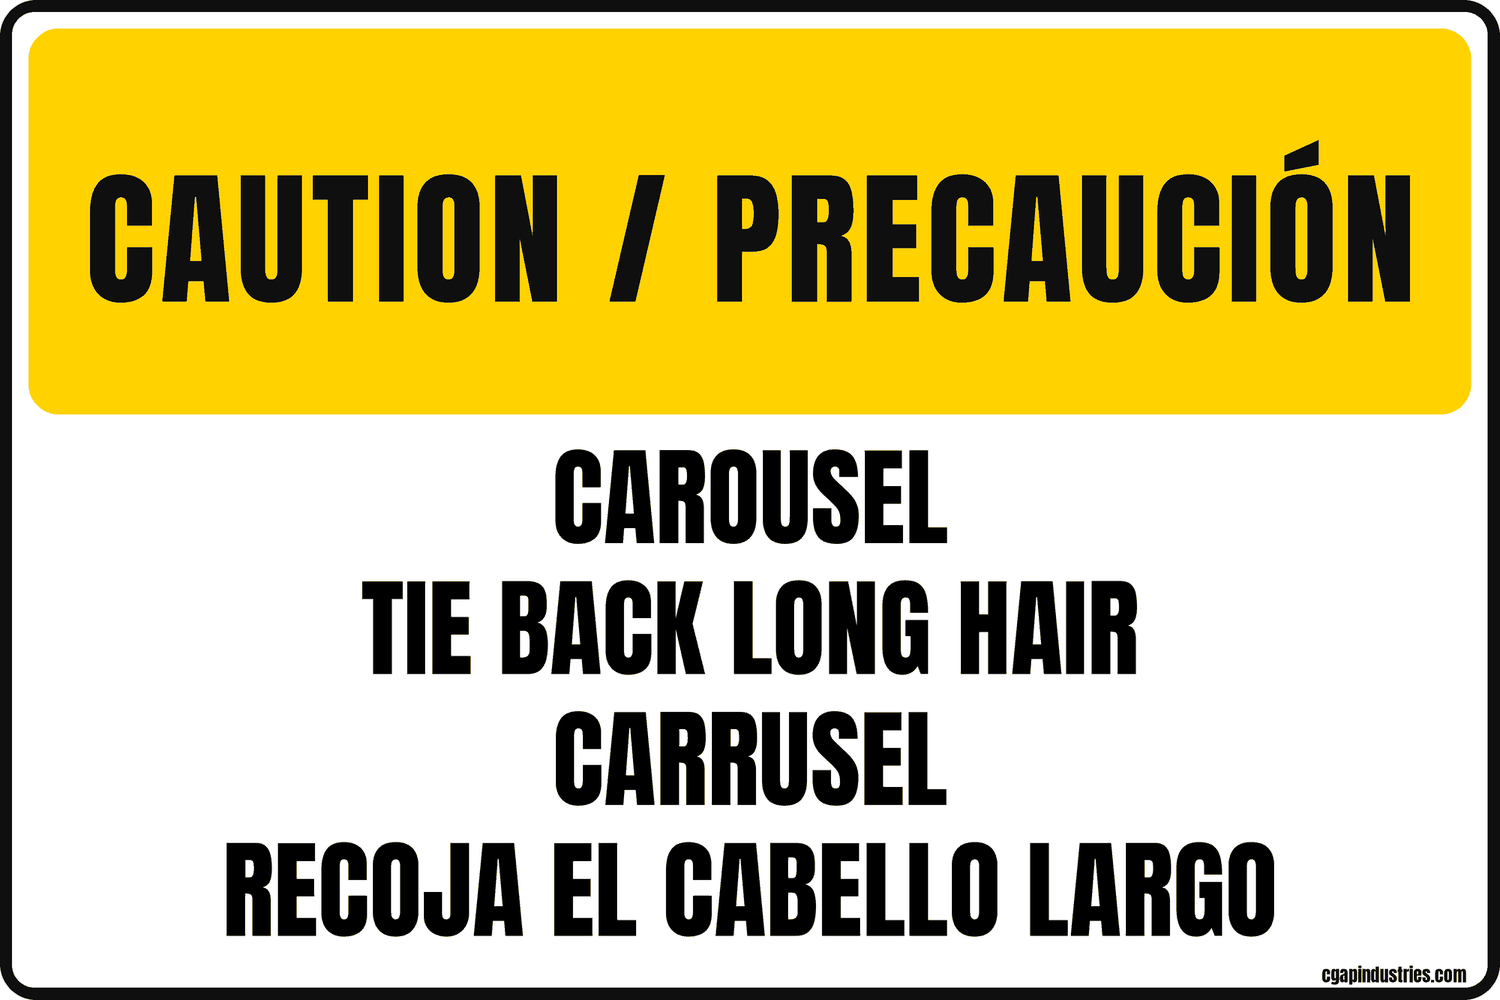 CAUTION / PRECAUCIÓN
CAROUSEL
TIE BACK LONG HAIR
CARRUSEL
RECOJA EL CABELLO LARGO
cgapindustries.com